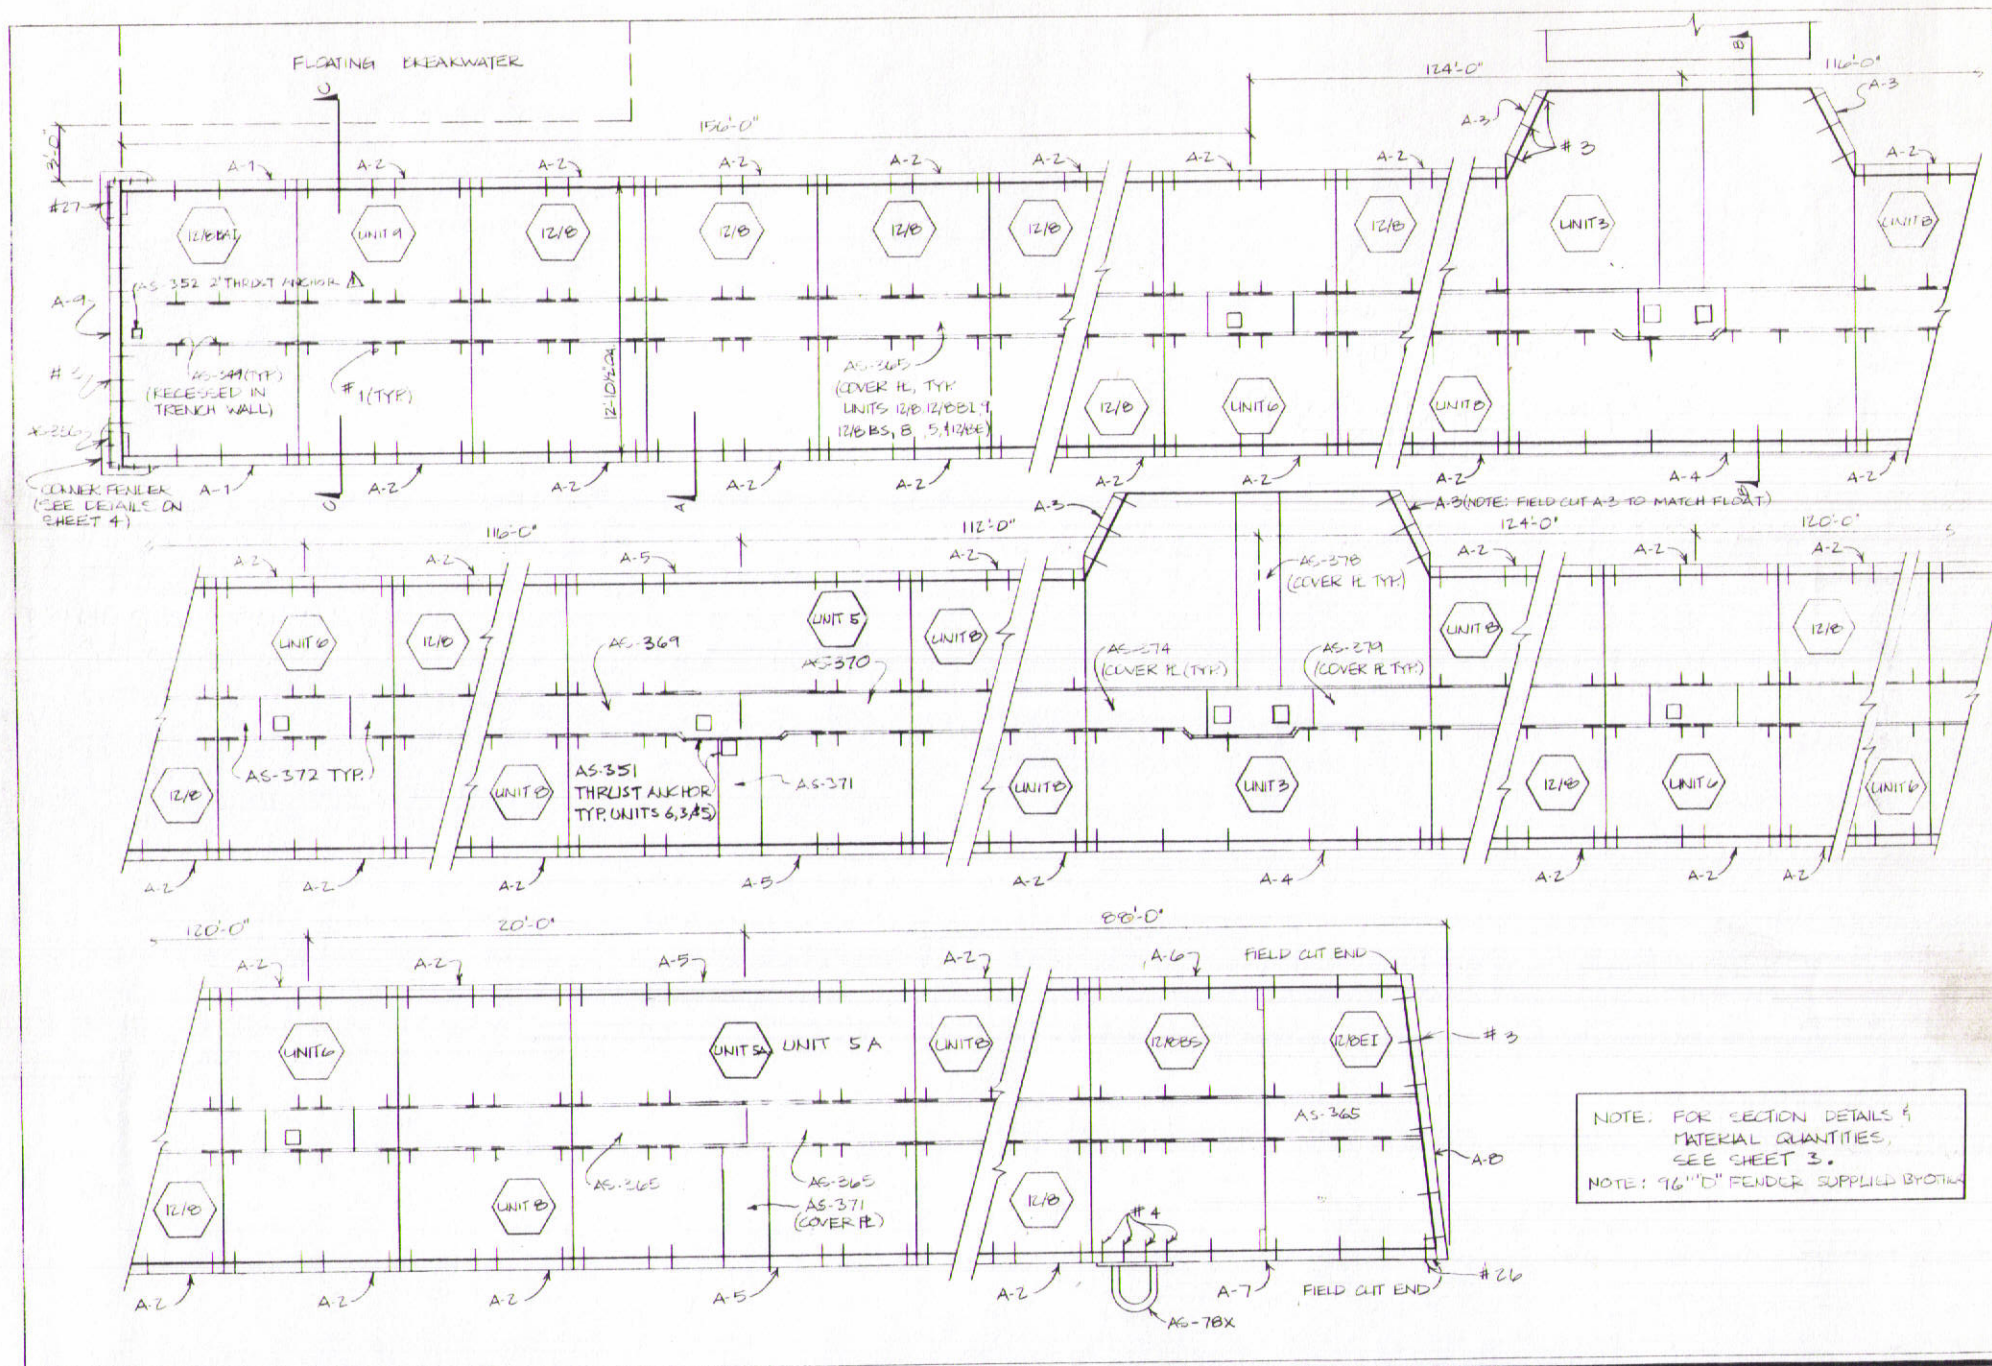 FLOATING BREAKWATER
C
3'-0"
156'-0"
124'-0"
B
116'-0"
A-3
A-3
# 3
A-1
A-2
A-2
A-2
A-2
A-2
A-2
A-2
A-2
#27
12/8BAI
UNIT 9
12/8
12/8
12/8
12/8
12/8
UNIT 3
UNIT 8
AS-352 2" THRUST ANCHOR
A-9
AS-349 (TYP)
(RECESSED IN
TRENCH WALL)
# 1 (TYP.)
12'-10½" OA
AS-365
(COVER PL, TYP.
UNITS 12/8, 12/8BI, 9
12/8 BS, 8, 5, & 12/8E)
12/8
UNIT 6
UNIT 8
CORNER FENDER
(SEE DETAILS ON
SHEET 4)
A-1
C
A-2
A-2
A
A-2
A-2
A-2
A-2
A-2
A-4
A-2
116'-0"
112'-0"
A-3
A-3 (NOTE: FIELD CUT A-3 TO MATCH FLOAT)
124'-0"
120'-0"
A-2
A-2
A-5
A-2
AS-378
(COVER PL TYP.)
A-2
A-2
A-2
UNIT 6
12/8
UNIT 5
UNIT 8
UNIT 8
12/8
AS-369
AS-370
AS-374
(COVER PL (TYP.)
AS-379
(COVER PL TYP.)
AS-372 TYP.
12/8
UNIT 8
AS-351
THRUST ANCHOR
TYP. UNITS 6,3,&5)
AS-371
UNIT 8
UNIT 3
12/8
UNIT 6
UNIT 6
A-2
A-2
A-2
A-5
A-2
A-4
A-2
A-2
A-2
120'-0"
20'-0"
88'-0"
A-2
A-2
A-5
A-2
A-6
FIELD CUT END
UNIT 6
UNIT 5A
UNIT 5 A
UNIT 8
12/8BS
12/8EI
# 3
AS-365
A-8
12/8
UNIT 8
AS-365
AS-365
AS-371
(COVER PL)
12/8
# 4
A-2
A-2
A-2
A-5
A-2
AS-78X
A-7
FIELD CUT END
# 26
NOTE: FOR SECTION DETAILS &
MATERIAL QUANTITIES,
SEE SHEET 3.
NOTE: 96" "D" FENDER SUPPLIED BY